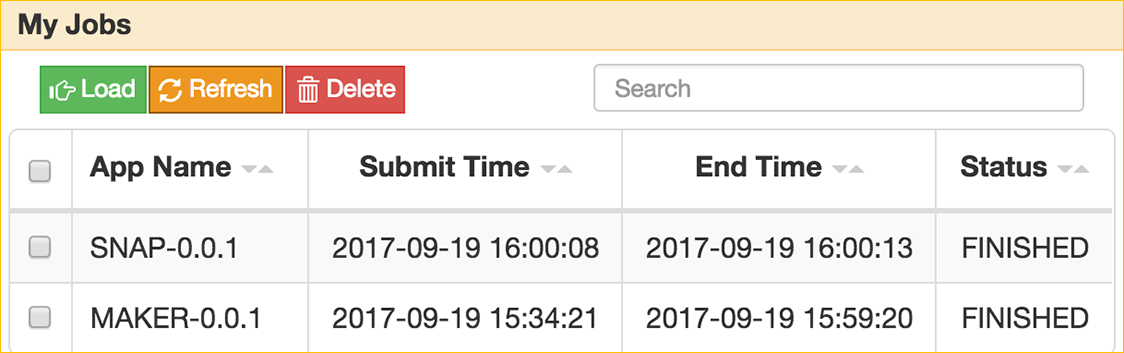 My Jobs
Load Refresh Delete Search
App Name Submit Time End Time Status
SNAP-0.0.1 2017-09-19 16:00:08 2017-09-19 16:00:13 FINISHED
MAKER-0.0.1 2017-09-19 15:34:21 2017-09-19 15:59:20 FINISHED